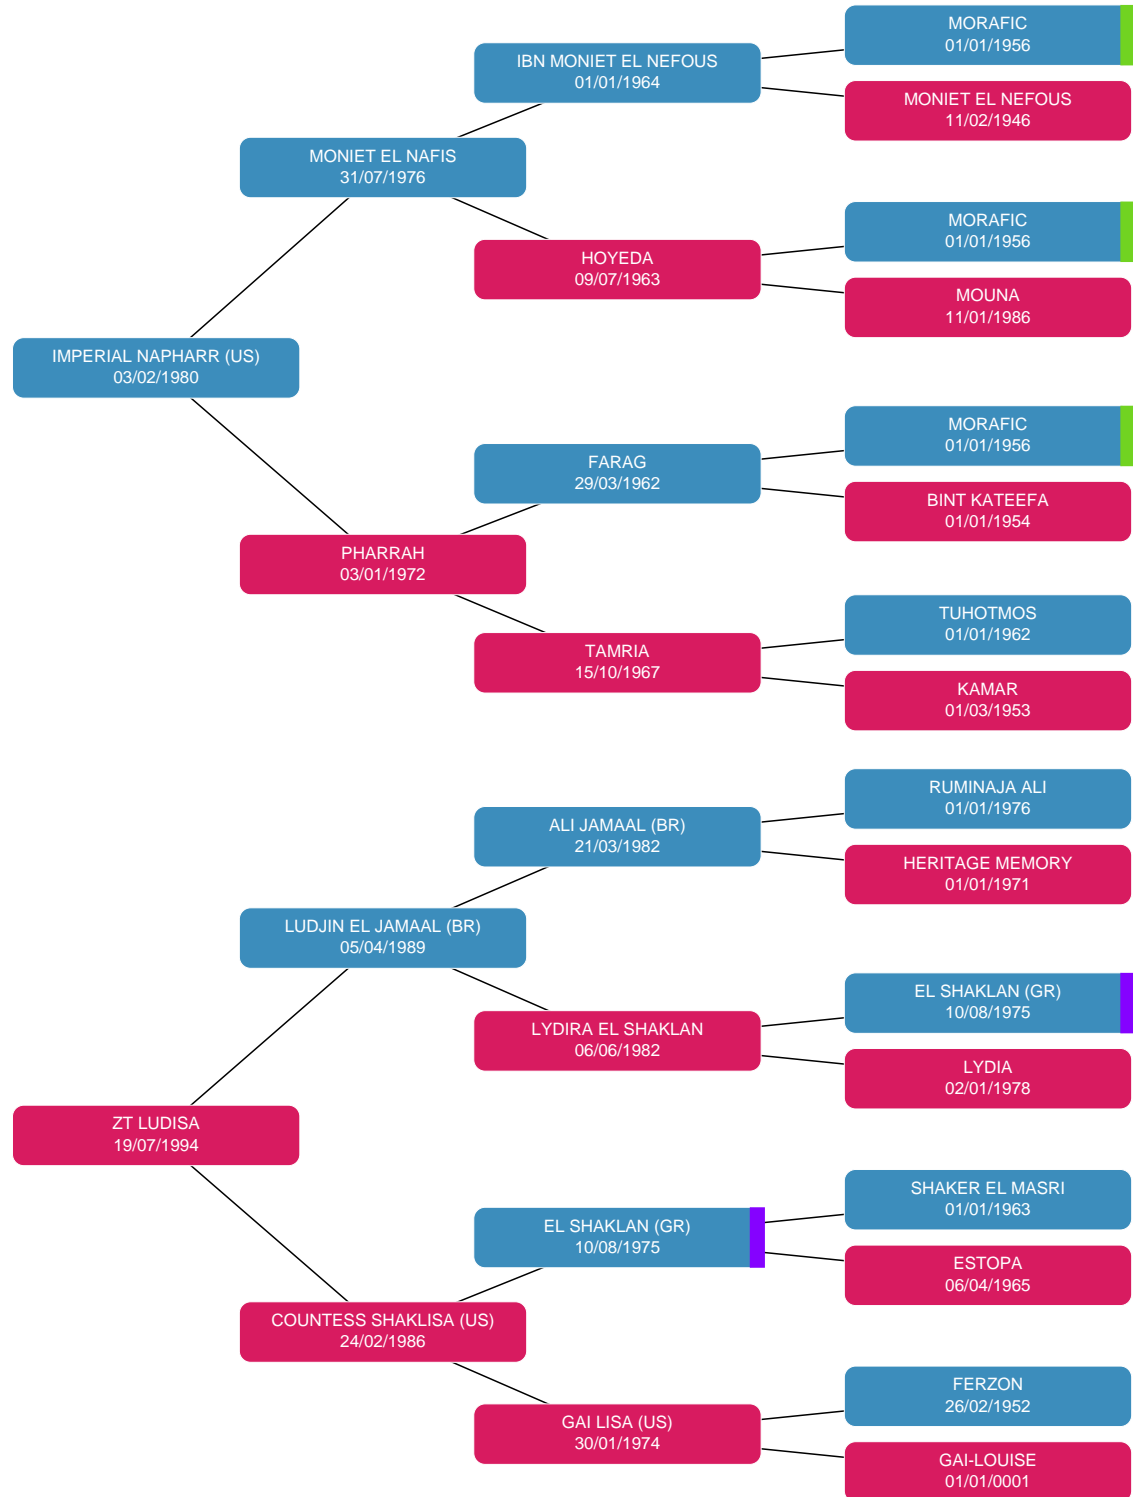 MORAFIC
01/01/1956
IBN MONIET EL NEFOUS
01/01/1964
MONIET EL NEFOUS
11/02/1946
MONIET EL NAFIS
31/07/1976
MORAFIC
01/01/1956
HOYEDA
09/07/1963
MOUNA
11/01/1986
IMPERIAL NAPHARR (US)
03/02/1980
MORAFIC
01/01/1956
FARAG
29/03/1962
BINT KATEEFA
01/01/1954
PHARRAH
03/01/1972
TUHOTMOS
01/01/1962
TAMRIA
15/10/1967
KAMAR
01/03/1953
RUMINAJA ALI
01/01/1976
ALI JAMAAL (BR)
21/03/1982
HERITAGE MEMORY
01/01/1971
LUDJIN EL JAMAAL (BR)
05/04/1989
EL SHAKLAN (GR)
10/08/1975
LYDIRA EL SHAKLAN
06/06/1982
LYDIA
02/01/1978
ZT LUDISA
19/07/1994
SHAKER EL MASRI
01/01/1963
EL SHAKLAN (GR)
10/08/1975
ESTOPA
06/04/1965
COUNTESS SHAKLISA (US)
24/02/1986
FERZON
26/02/1952
GAI LISA (US)
30/01/1974
GAI-LOUISE
01/01/0001